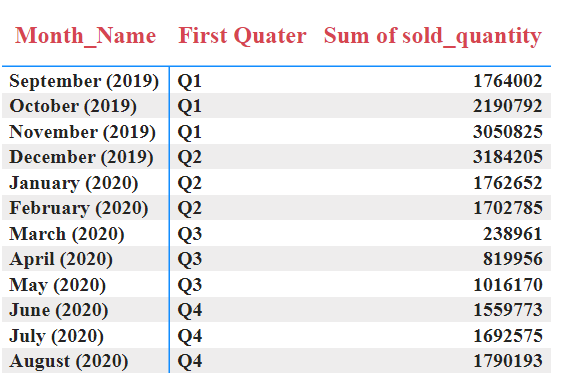 Month_Name First Quater Sum of sold_quantity
September (2019) Q1 1764002
October (2019) Q1 2190792
November (2019) Q1 3050825
December (2019) Q2 3184205
January (2020) Q2 1762652
February (2020) Q2 1702785
March (2020) Q3 238961
April (2020) Q3 819956
May (2020) Q3 1016170
June (2020) Q4 1559773
July (2020) Q4 1692575
August (2020) Q4 1790193